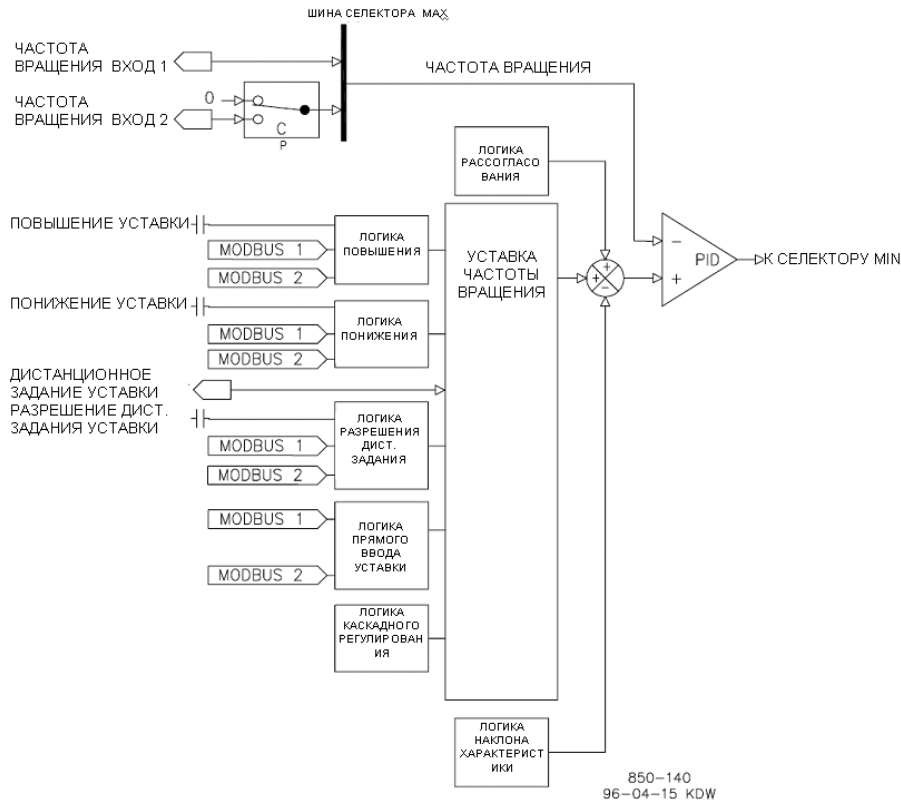 ШИНА СЕЛЕКТОРА MAX
ЧАСТОТА
ВРАЩЕНИЯ ВХОД 1
ЧАСТОТА ВРАЩЕНИЯ
ЧАСТОТА
ВРАЩЕНИЯ ВХОД 2
0
С
Р
ЛОГИКА
РАССОГЛАСО
ВАНИЯ
ПОВЫШЕНИЕ УСТАВКИ
MODBUS 1
MODBUS 2
ЛОГИКА
ПОВЫШЕНИЯ
УСТАВКА
ЧАСТОТЫ
ВРАЩЕНИЯ
+
+
−
−
+
PID
К СЕЛЕКТОРУ MIN
ПОНИЖЕНИЕ УСТАВКИ
MODBUS 1
MODBUS 2
ЛОГИКА
ПОНИЖЕНИЯ
ДИСТАНЦИОННОЕ
ЗАДАНИЕ УСТАВКИ
РАЗРЕШЕНИЕ ДИСТ.
ЗАДАНИЯ УСТАВКИ
MODBUS 1
MODBUS 2
ЛОГИКА
РАЗРЕШЕНИЯ
ДИСТ.
ЗАДАНИЯ
MODBUS 1
MODBUS 2
ЛОГИКА
ПРЯМОГО
ВВОДА
УСТАВКИ
ЛОГИКА
КАСКАДНОГО
РЕГУЛИРОВАН
ИЯ
ЛОГИКА
НАКЛОНА
ХАРАКТЕРИСТ
ИКИ
850-140
96-04-15 KDW